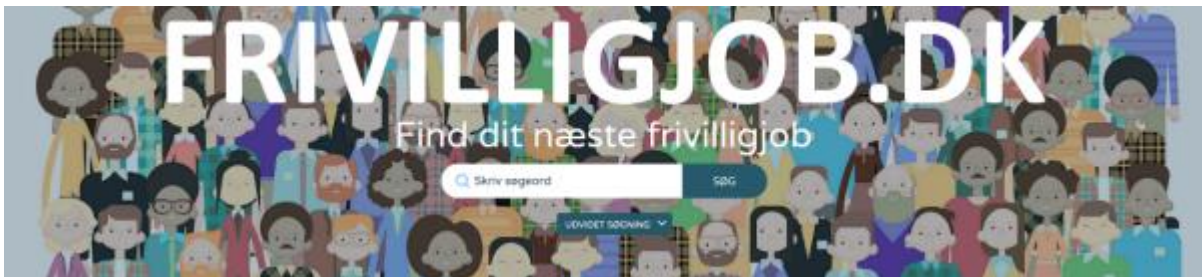 FRIVILLIGJOB.DK
Find dit næste frivilligjob
Skriv søgeord
SØG
UDVIDET SØGNING